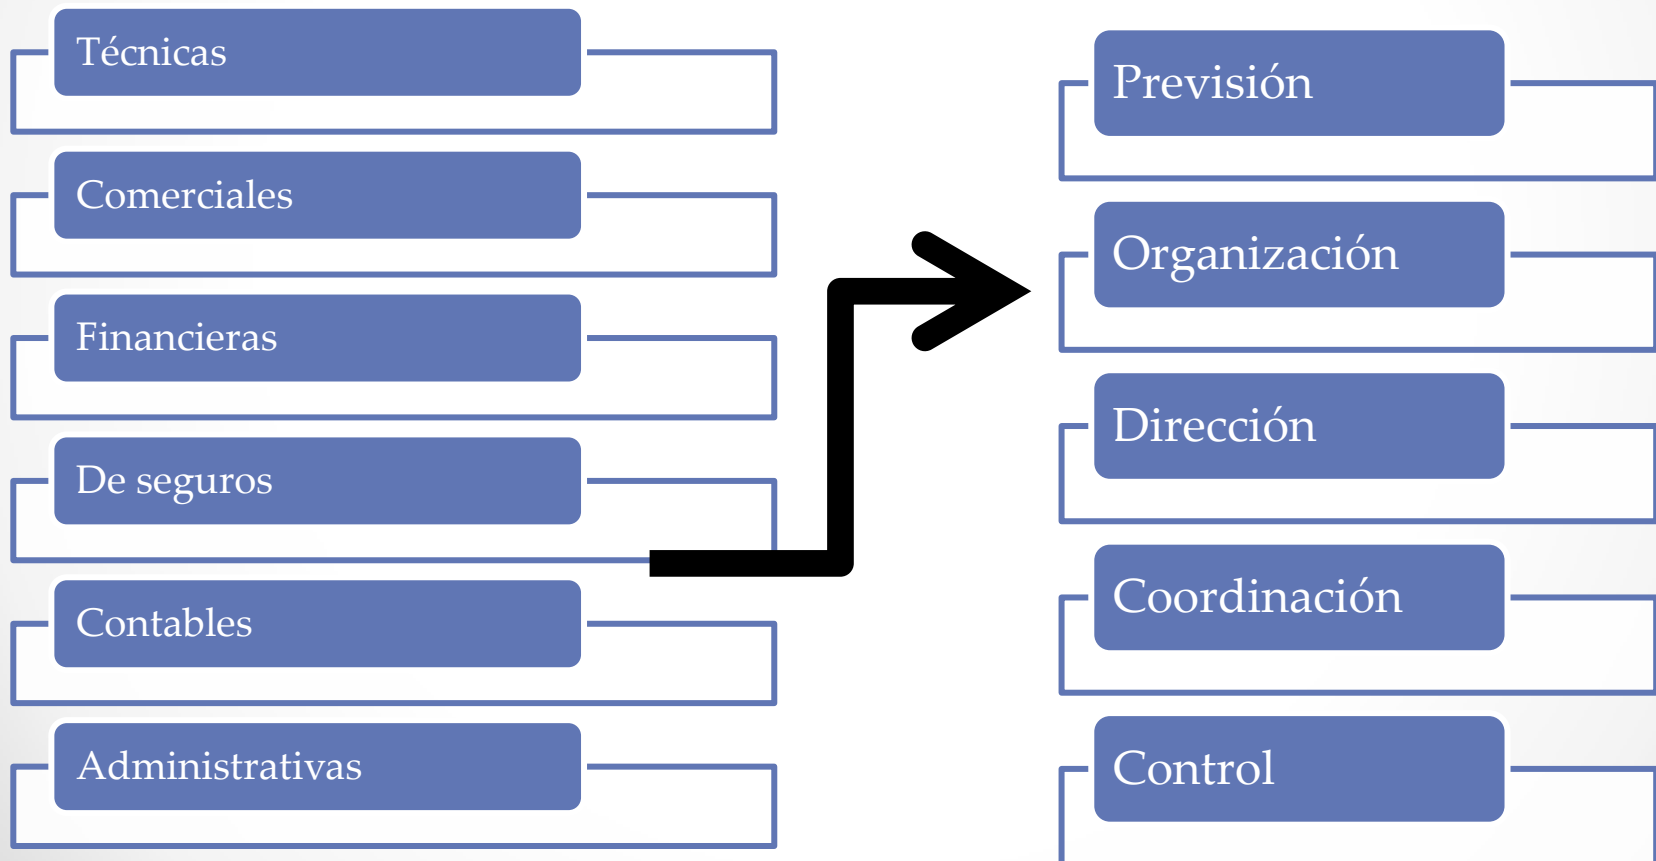 Técnicas
Comerciales
Financieras
De seguros
Contables
Administrativas
Previsión
Organización
Dirección
Coordinación
Control